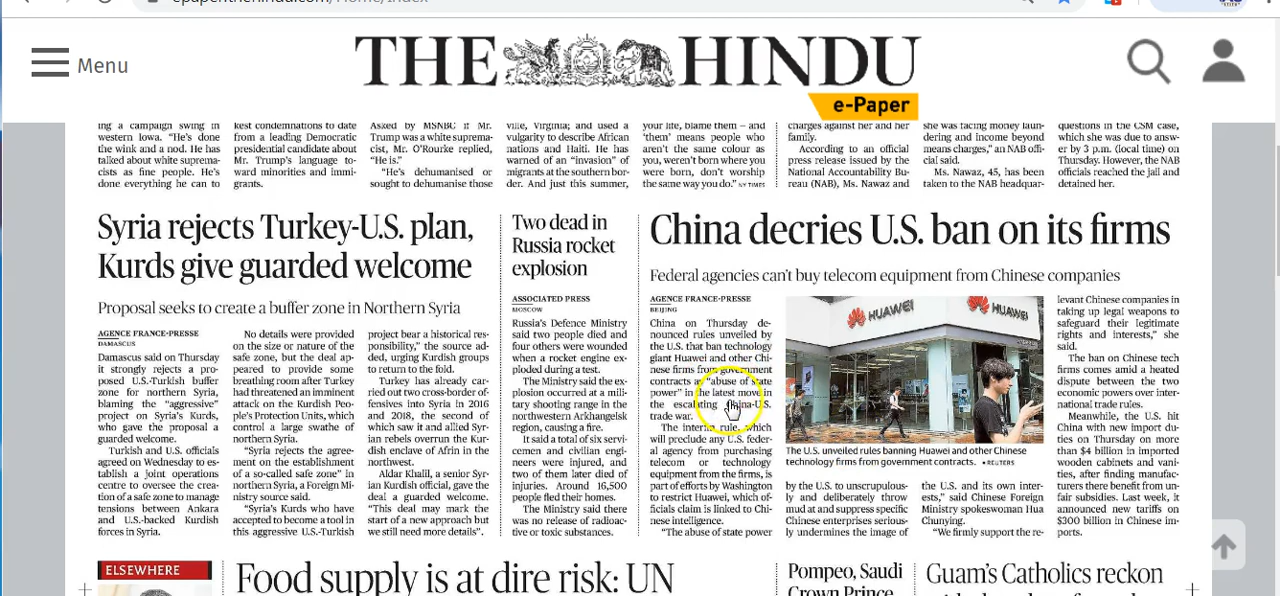 epaper.thehindu.com/Home/Index
Menu
THE HINDU
e-Paper
ing a campaign swing in
western Iowa. "He's done
the wink and a nod. He has
talked about white suprema-
cists as fine people. He's
done everything he can to
kest condemnations to date
from a leading Democratic
presidential candidate about
Mr. Trump's language to-
ward minorities and immi-
grants.
Asked by MSNBC if Mr.
Trump was a white suprema-
cist, Mr. O'Rourke replied,
"He is."
"He's dehumanised or
sought to dehumanise those
ville, Virginia; and used a
vulgarity to describe African
nations and Haiti. He has
warned of an "invasion" of
migrants at the southern bor-
der. And just this summer,
your life, blame them – and
'them' means people who
aren't the same colour as
you, weren't born where you
were born, don't worship
the same way you do." NY TIMES
charges against her and her
family.
According to an official
press release issued by the
National Accountability Bu-
reau (NAB), Ms. Nawaz and
she was facing money laun-
dering and income beyond
means charges," an NAB offi-
cial said.
Ms. Nawaz, 45, has been
taken to the NAB headquar-
questions in the CSM case,
which she was due to answ-
er by 3 p.m. (local time) on
Thursday. However, the NAB
officials reached the jail and
detained her.
Syria rejects Turkey-U.S. plan,
Kurds give guarded welcome
Proposal seeks to create a buffer zone in Northern Syria
AGENCE FRANCE-PRESSE
DAMASCUS
Damascus said on Thursday
it strongly rejects a pro-
posed U.S.-Turkish buffer
zone for northern Syria,
blaming the "aggressive"
project on Syria's Kurds,
who gave the proposal a
guarded welcome.
Turkish and U.S. officials
agreed on Wednesday to es-
tablish a joint operations
centre to oversee the crea-
tion of a safe zone to manage
tensions between Ankara
and U.S.-backed Kurdish
forces in Syria.
No details were provided
on the size or nature of the
safe zone, but the deal ap-
peared to provide some
breathing room after Turkey
had threatened an imminent
attack on the Kurdish Peo-
ple's Protection Units, which
control a large swathe of
northern Syria.
"Syria rejects the agree-
ment on the establishment
of a so-called safe zone" in
northern Syria, a Foreign Mi-
nistry source said.
"Syria's Kurds who have
accepted to become a tool in
this aggressive U.S.-Turkish
project bear a historical res-
ponsibility," the source ad-
ded, urging Kurdish groups
to return to the fold.
Turkey has already car-
ried out two cross-border of-
fensives into Syria in 2016
and 2018, the second of
which saw it and allied Syr-
ian rebels overrun the Kur-
dish enclave of Afrin in the
northwest.
Aldar Khalil, a senior Syr-
ian Kurdish official, gave the
deal a guarded welcome.
"This deal may mark the
start of a new approach but
we still need more details".
Two dead in
Russia rocket
explosion
ASSOCIATED PRESS
MOSCOW
Russia's Defence Ministry
said two people died and
four others were wounded
when a rocket engine ex-
ploded during a test.
The Ministry said the ex-
plosion occurred at a mili-
tary shooting range in the
northwestern Arkhangelsk
region, causing a fire.
It said a total of six servi-
cemen and civilian engi-
neers were injured, and
two of them later died of
injuries. Around 16,500
people fled their homes.
The Ministry said there
was no release of radioac-
tive or toxic substances.
China decries U.S. ban on its firms
Federal agencies can't buy telecom equipment from Chinese companies
AGENCE FRANCE-PRESSE
BEIJING
China on Thursday de-
nounced rules unveiled by
the U.S. that ban technology
giant Huawei and other Chi-
nese firms from government
contracts as "abuse of state
power" in the latest move in
the escalating China-U.S.
trade war.
The interim rule, which
will preclude any U.S. feder-
al agency from purchasing
telecom or technology
equipment from the firms, is
part of efforts by Washington
to restrict Huawei, which of-
ficials claim is linked to Chi-
nese intelligence.
"The abuse of state power
HUAWEI
HUAWEI
The U.S. unveiled rules banning Huawei and other Chinese
technology firms from government contracts. • REUTERS
by the U.S. to unscrupulous-
ly and deliberately throw
mud at and suppress specific
Chinese enterprises serious-
ly undermines the image of
the U.S. and its own inter-
ests," said Chinese Foreign
Ministry spokeswoman Hua
Chunying.
"We firmly support the re-
levant Chinese companies in
taking up legal weapons to
safeguard their legitimate
rights and interests," she
said.
The ban on Chinese tech
firms comes amid a heated
dispute between the two
economic powers over inter-
national trade rules.
Meanwhile, the U.S. hit
China with new import du-
ties on Thursday on more
than $4 billion in imported
wooden cabinets and vani-
ties, after finding manufac-
turers there benefit from un-
fair subsidies. Last week, it
announced new tariffs on
$300 billion in Chinese im-
ports.
ELSEWHERE
Food supply is at dire risk: UN
Pompeo, Saudi
Crown Prince
Guam's Catholics reckon